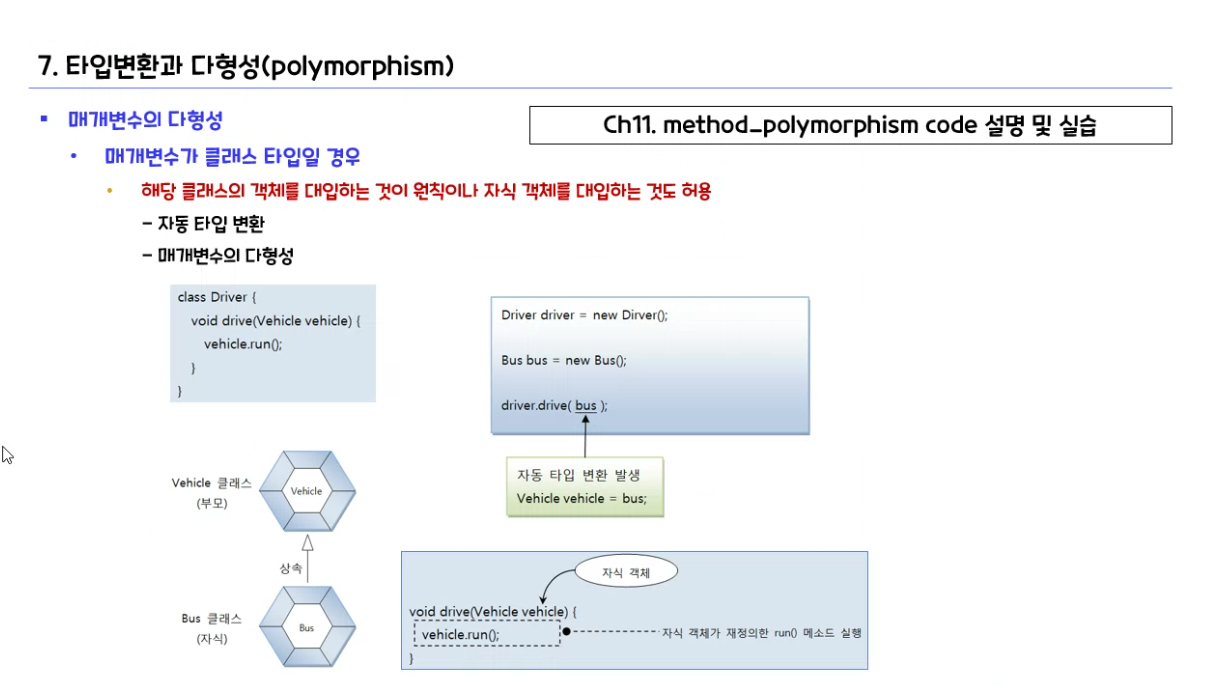 7. 타입변환과 다형성(polymorphism)
▪ 매개변수의 다형성
Ch11. method_polymorphism code 설명 및 실습
• 매개변수가 클래스 타입일 경우
• 해당 클래스의 객체를 대입하는 것이 원칙이나 자식 객체를 대입하는 것도 허용
– 자동 타입 변환
– 매개변수의 다형성
class Driver {
void drive(Vehicle vehicle) {
vehicle.run();
}
}
Driver driver = new Dirver();
Bus bus = new Bus();
driver.drive( bus );
자동 타입 변환 발생
Vehicle vehicle = bus;
Vehicle 클래스
(부모)
Vehicle
상속
Bus 클래스
(자식)
Bus
자식 객체
void drive(Vehicle vehicle) {
vehicle.run();
자식 객체가 재정의한 run() 메소드 실행
}